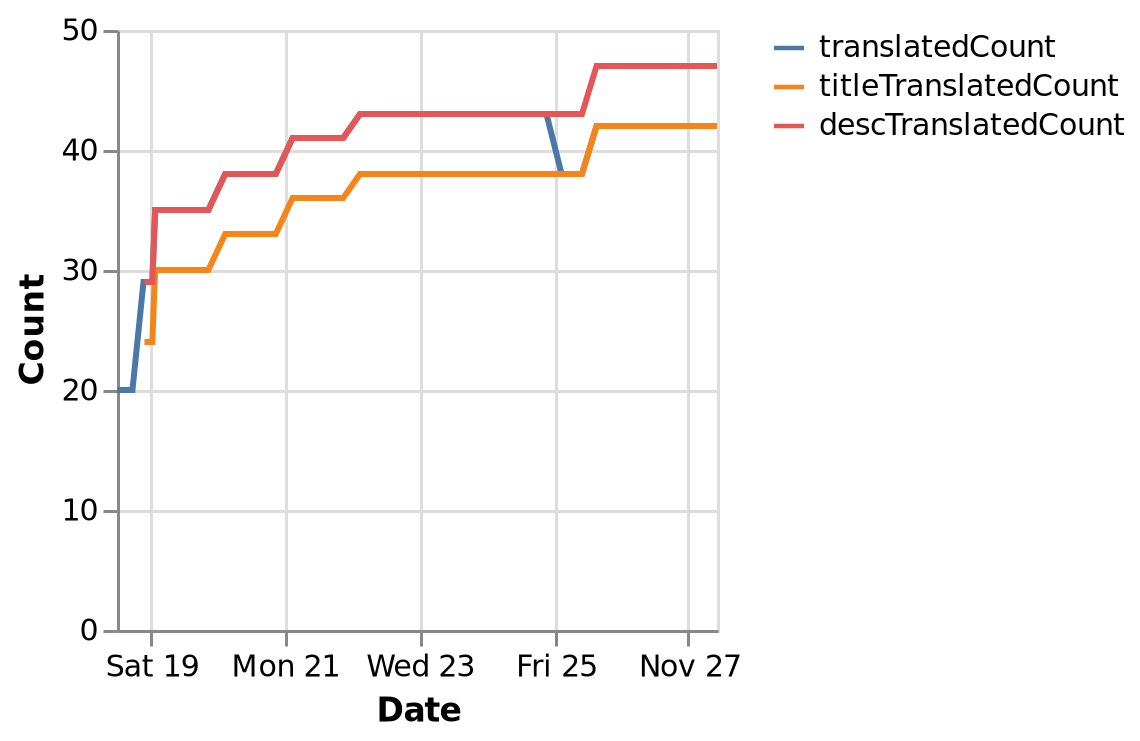 50
40
30
20
10
0
Count
Sat 19
Mon 21
Wed 23
Fri 25
Nov 27
Date
translatedCount
titleTranslatedCount
descTranslatedCount